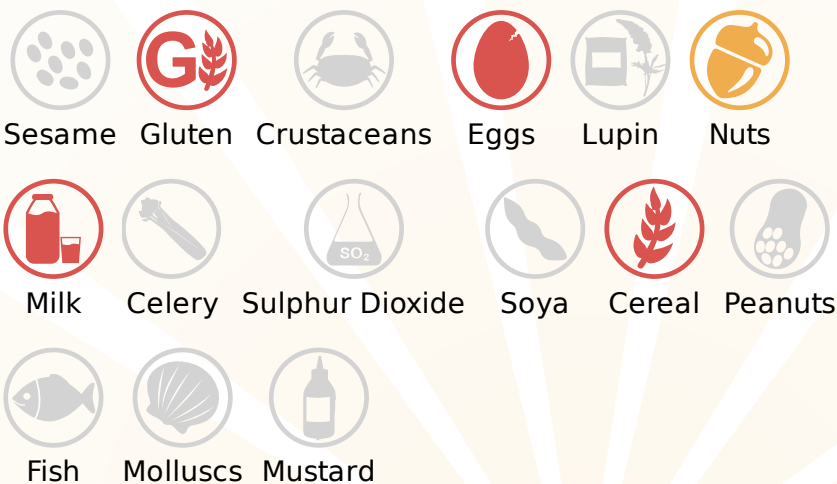 G
Sesame Gluten Crustaceans Eggs Lupin Nuts
SO₂
Milk Celery Sulphur Dioxide Soya Cereal Peanuts
Fish Molluscs Mustard